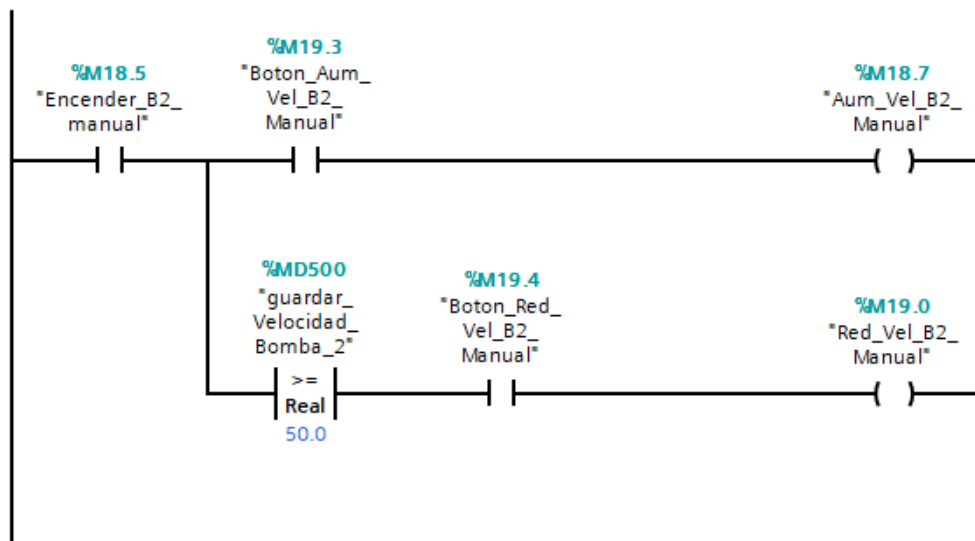 %M18.5
"Encender_B2_
manual"
%M19.3
"Boton_Aum_
Vel_B2_
Manual"
%M18.7
"Aum_Vel_B2_
Manual"
%MD500
"guardar_
Velocidad_
Bomba_2"
>=
Real
50.0
%M19.4
"Boton_Red_
Vel_B2_
Manual"
%M19.0
"Red_Vel_B2_
Manual"